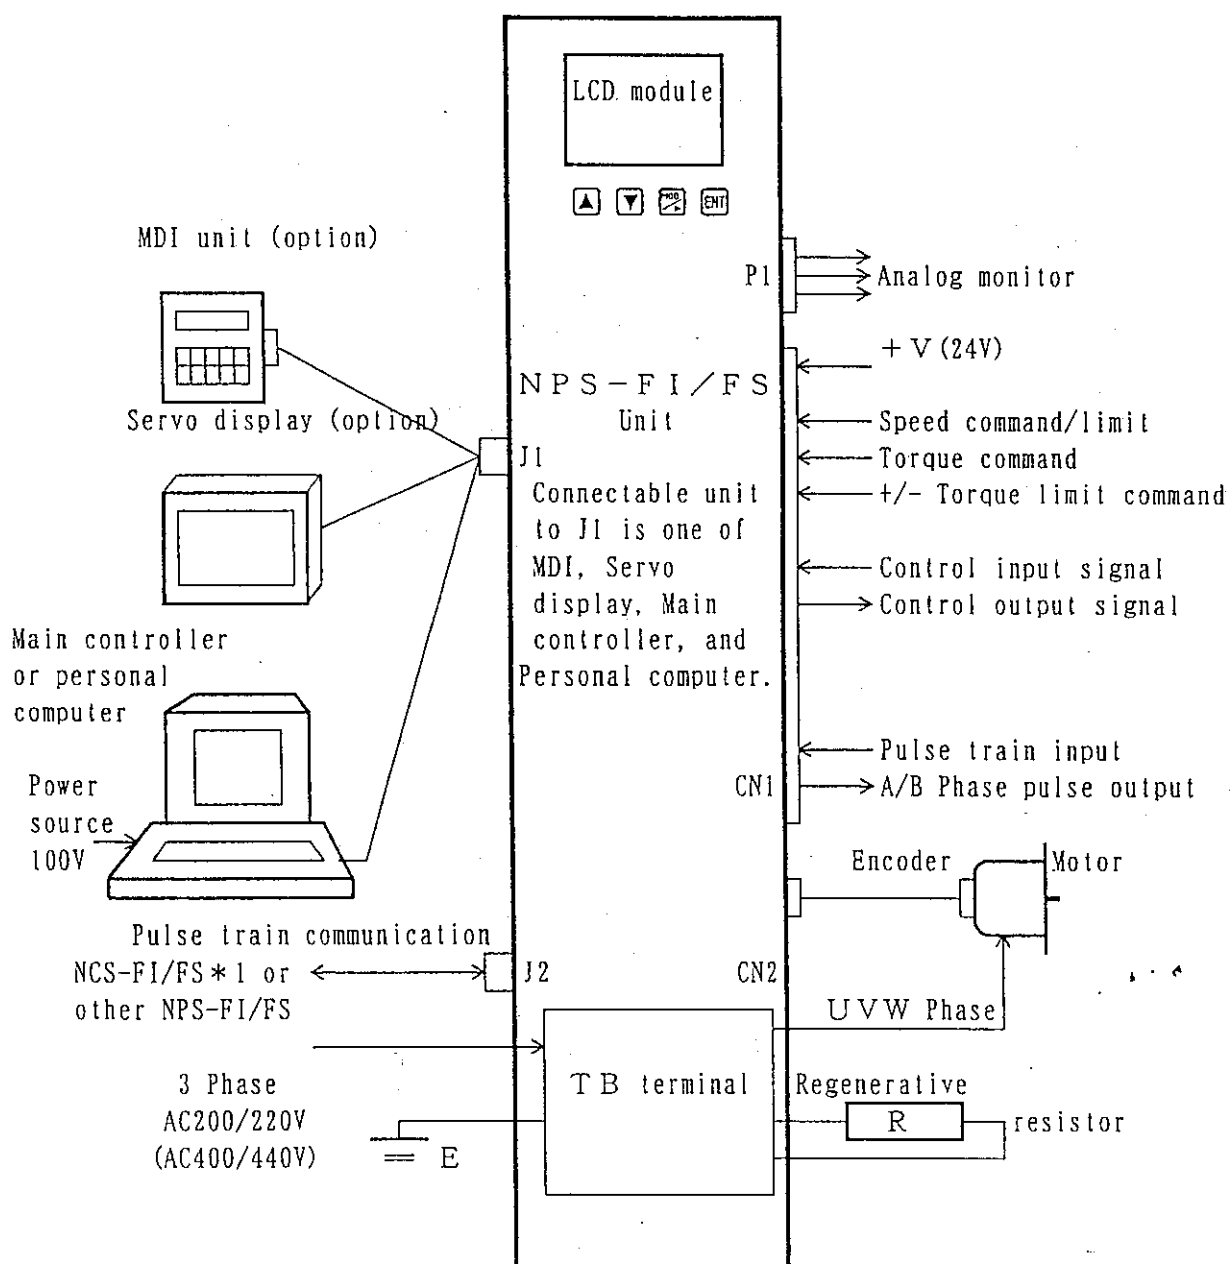 LCD module
MOD
ENT
MDI unit (option)
P1
Analog monitor
+V(24V)
NPS-FI/FS
Unit
Servo display (option)
J1
Speed command/limit
Torque command
+/- Torque limit command
Connectable unit
to J1 is one of
MDI, Servo
display, Main
controller, and
Personal computer.
Control input signal
Control output signal
Main controller
or personal
computer
Pulse train input
CN1
A/B Phase pulse output
Power
source
100V
Encoder
Motor
Pulse train communication
NCS-FI/FS*1 or
other NPS-FI/FS
J2
CN2
UVW Phase
TB terminal
3 Phase
AC200/220V
(AC400/440V)
E
Regenerative
R
resistor